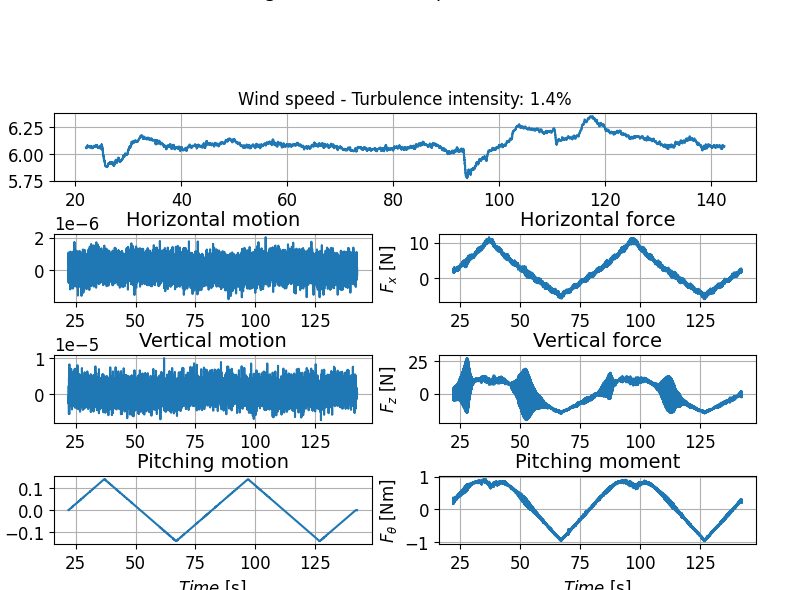 Wind speed - Turbulence intensity: 1.4%
6.25
6.00
5.75
20 40 60 80 100 120 140
1e−6 Horizontal motion
2
0
25 50 75 100 125
Horizontal force
F_x [N]
10
0
25 50 75 100 125
1e−5 Vertical motion
1
0
25 50 75 100 125
Vertical force
F_z [N]
25
0
25 50 75 100 125
Pitching motion
0.1
0.0
−0.1
25 50 75 100 125
Time [s]
Pitching moment
F_θ [Nm]
1
0
−1
25 50 75 100 125
Time [s]